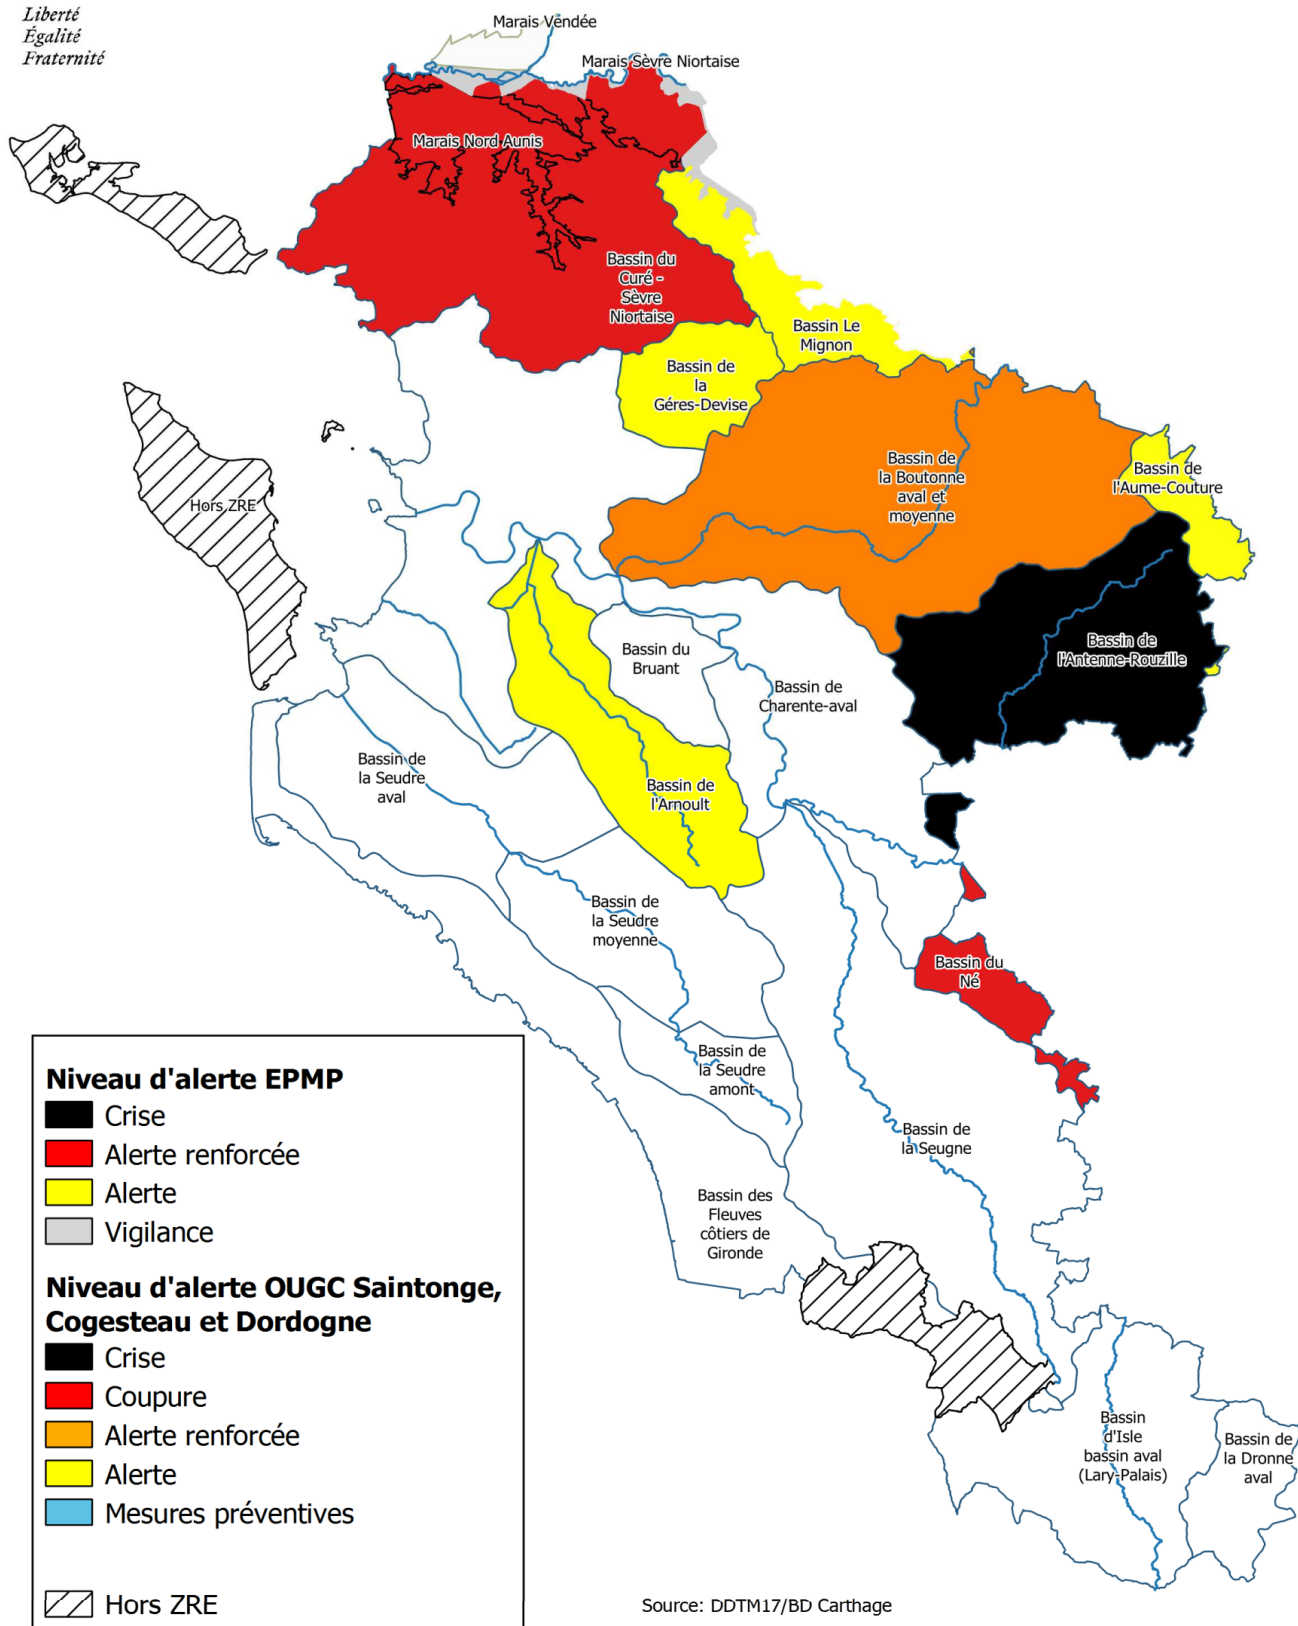 Liberté
Égalité
Fraternité
Marais Vendée
Marais Sèvre Niortaise
Marais Nord Aunis
Bassin du
Curé -
Sèvre
Niortaise
Bassin Le
Mignon
Bassin de
la
Géres-Devise
Bassin de
la Boutonne
aval et
moyenne
Bassin de
l'Aume-Couture
Hors ZRE
Bassin de
l'Antenne-Rouzille
Bassin du
Bruant
Bassin de
Charente-aval
Bassin de
la Seudre
aval
Bassin de
l'Arnoult
Bassin de
la Seudre
moyenne
Bassin du
Né
Bassin de
la Seudre
amont
Bassin de
la Seugne
Bassin des
Fleuves
côtiers de
Gironde
Bassin
d'Isle
bassin aval
(Lary-Palais)
Bassin de
la Dronne
aval
Niveau d'alerte EPMP
Crise
Alerte renforcée
Alerte
Vigilance
Niveau d'alerte OUGC Saintonge,
Cogesteau et Dordogne
Crise
Coupure
Alerte renforcée
Alerte
Mesures préventives
Hors ZRE
Source: DDTM17/BD Carthage